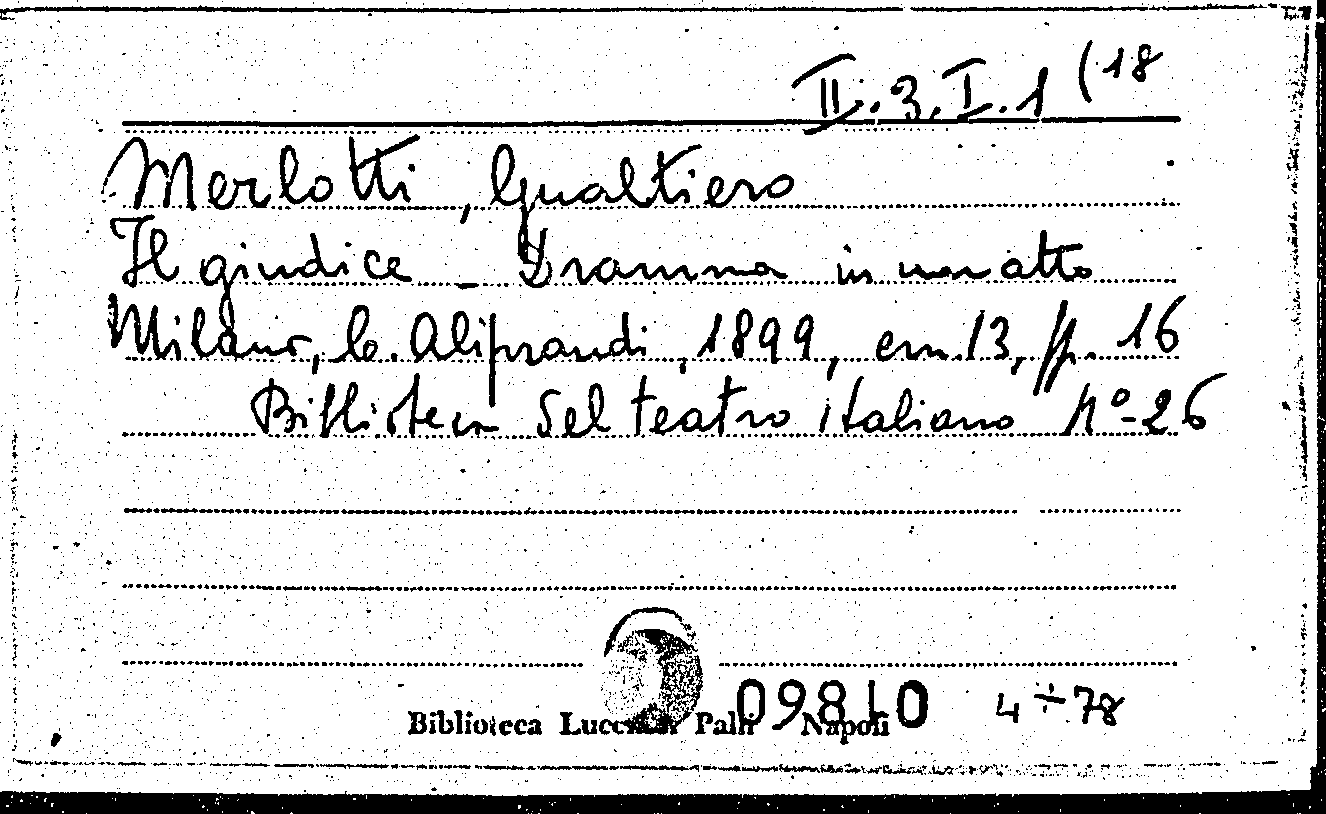 II.3.I.1 (18
Merlotti, Gualtiero
Il giudice - Dramma in un atto
Milano, C. Aliprandi, 1899, cm. 13, pp. 16
Biblioteca del teatro italiano Nº-26
09810 4÷78
Biblioteca Lucchesi Palli Napoli